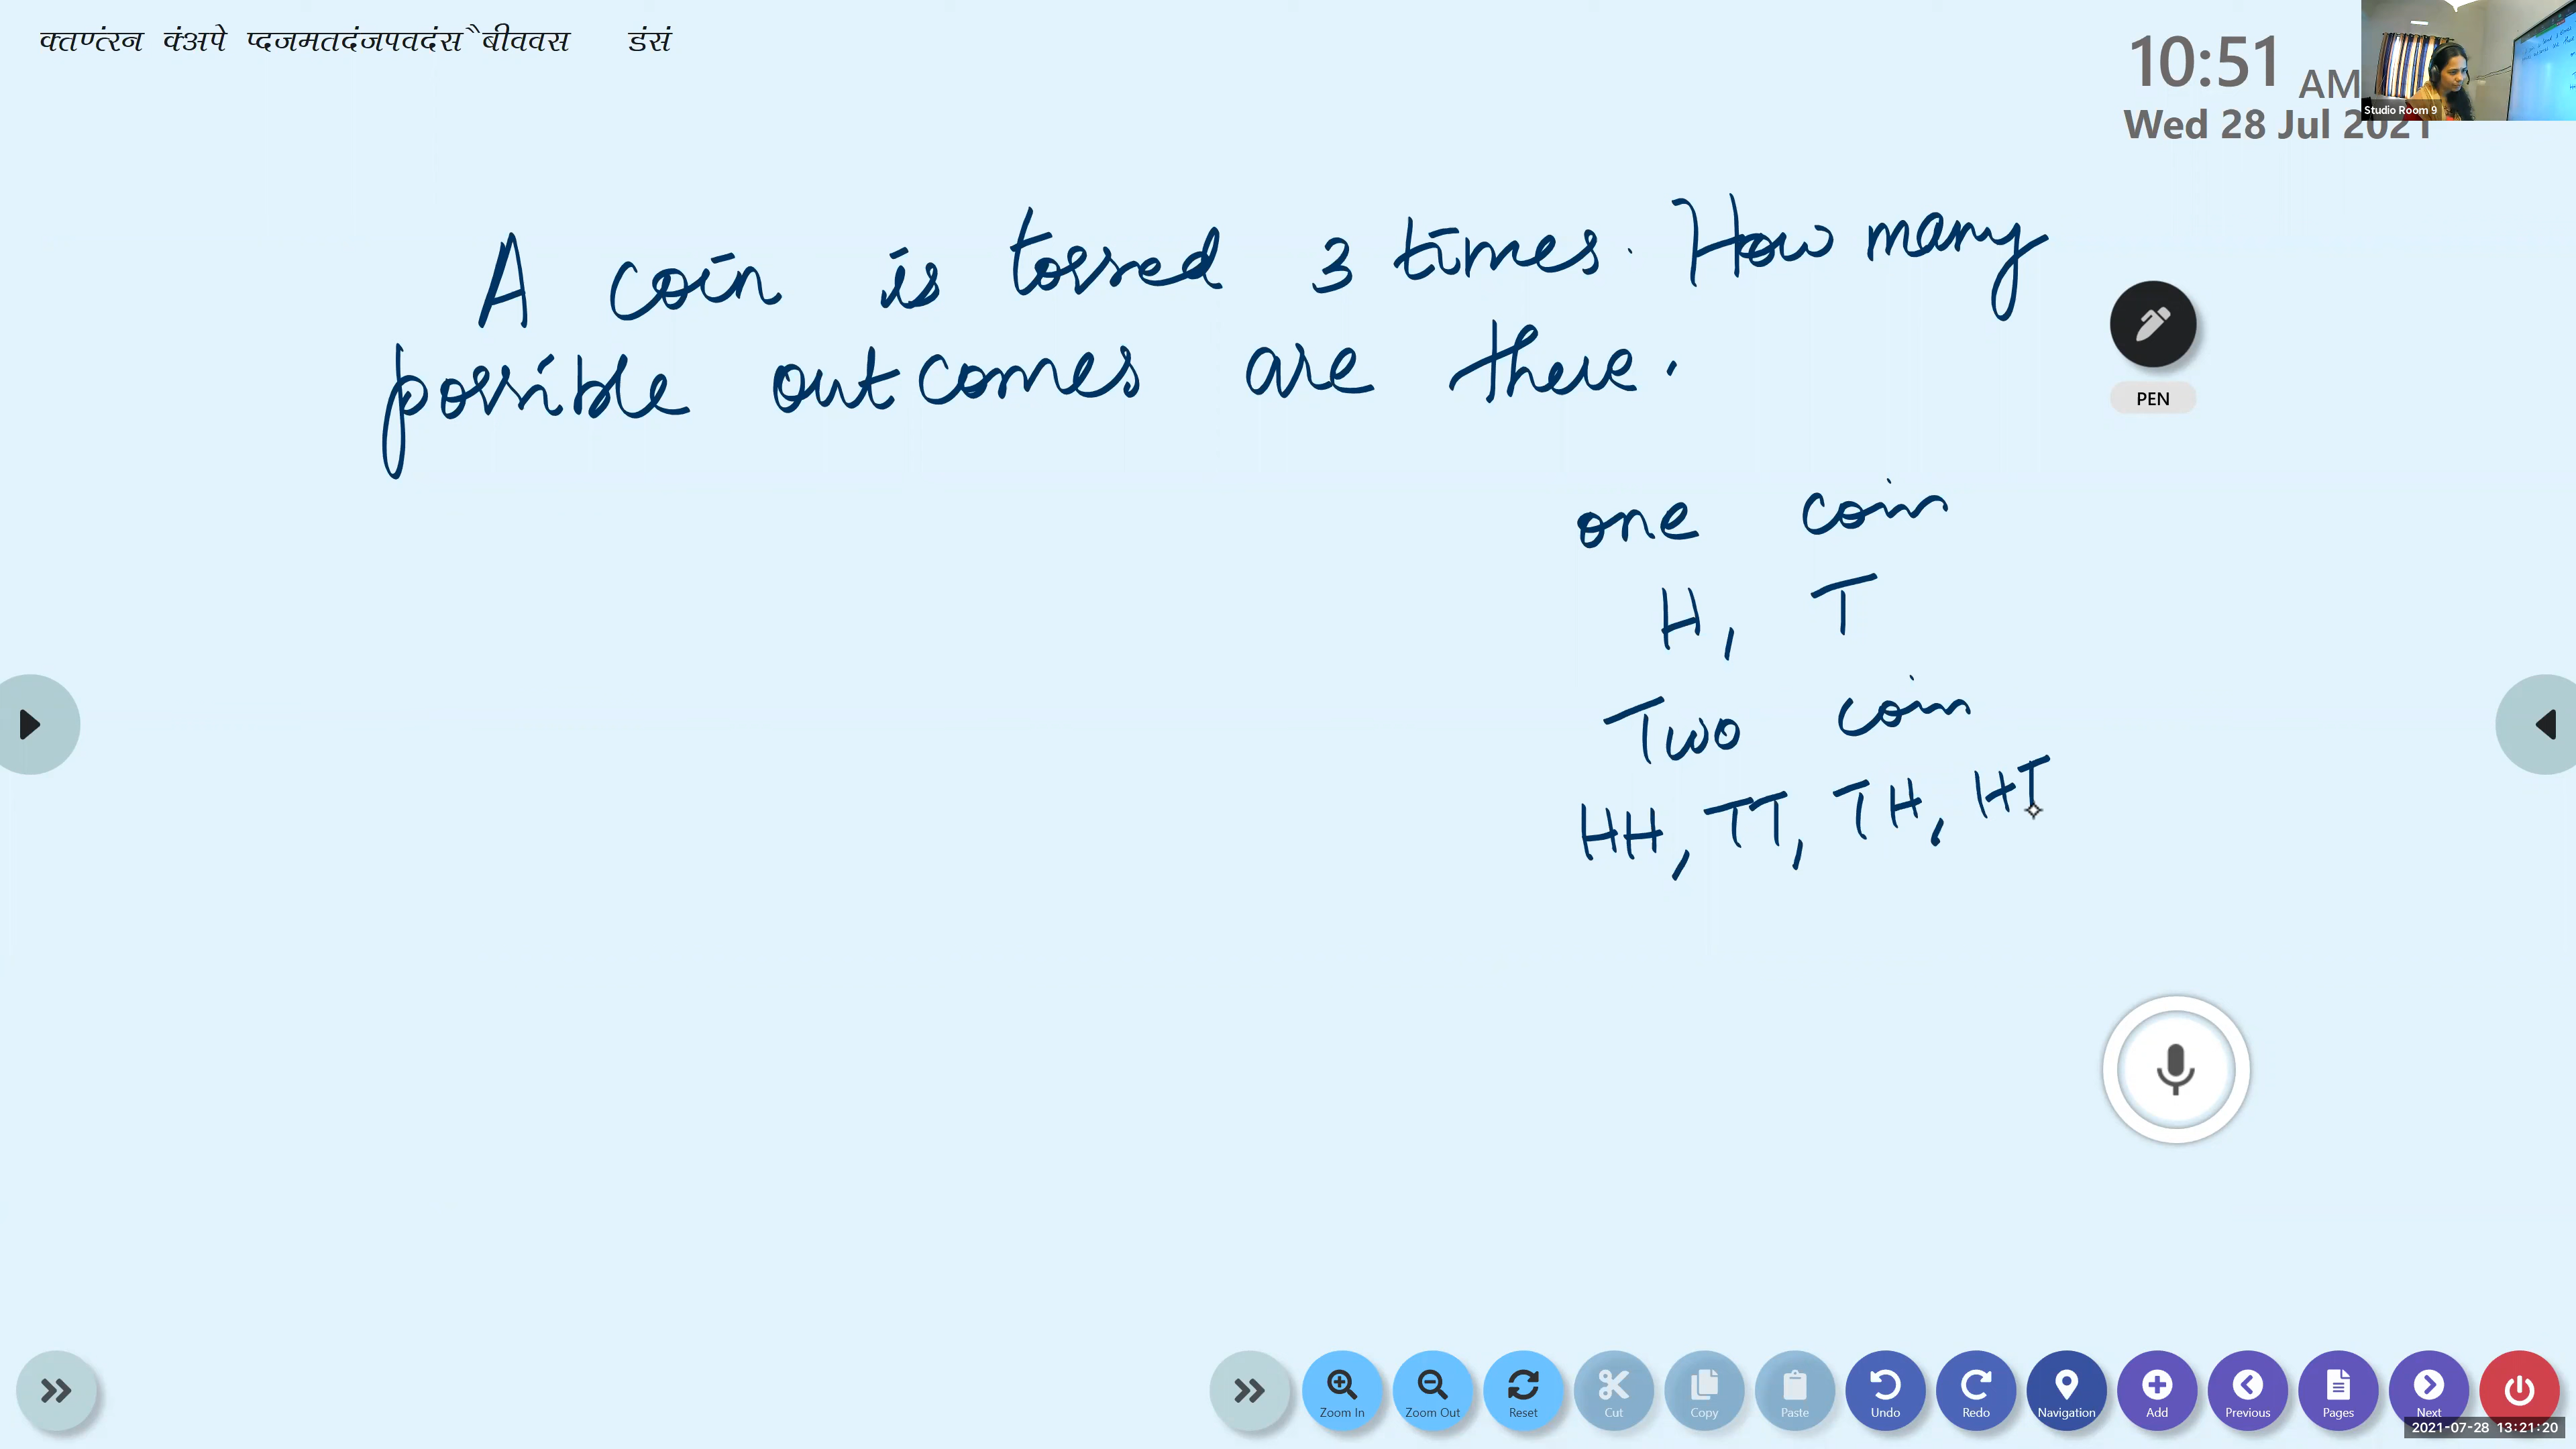 क्तण्तंरन कंअपे प्दजमतदंजपवदंस ैबीववस डंसं
10:51 AM
Wed 28 Jul 2021
Studio Room 9
A coin is tossed 3 times. How many
possible outcomes are there.
PEN
one coin
H, T
Two coin
HH, TT, TH, HT
Zoom In
Zoom Out
Reset
Cut
Copy
Paste
Undo
Redo
Navigation
Add
Previous
Pages
Next
2021-07-28 13:21:20